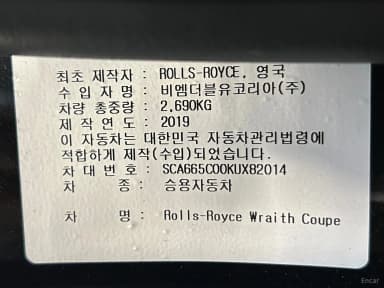 최초 제작자 : ROLLS-ROYCE, 영국
수 입 자 명 : 비엠더블유코리아(주)
차량 총중량 : 2,690KG
제 작 연 도 : 2019
이 자동차는 대한민국 자동차관리법령에
적합하게 제작(수입)되었습니다.
차 대 번 호 : SCA665C00KUX82014
차 종 : 승용자동차
차 명 : Rolls-Royce Wraith Coupe
Encar